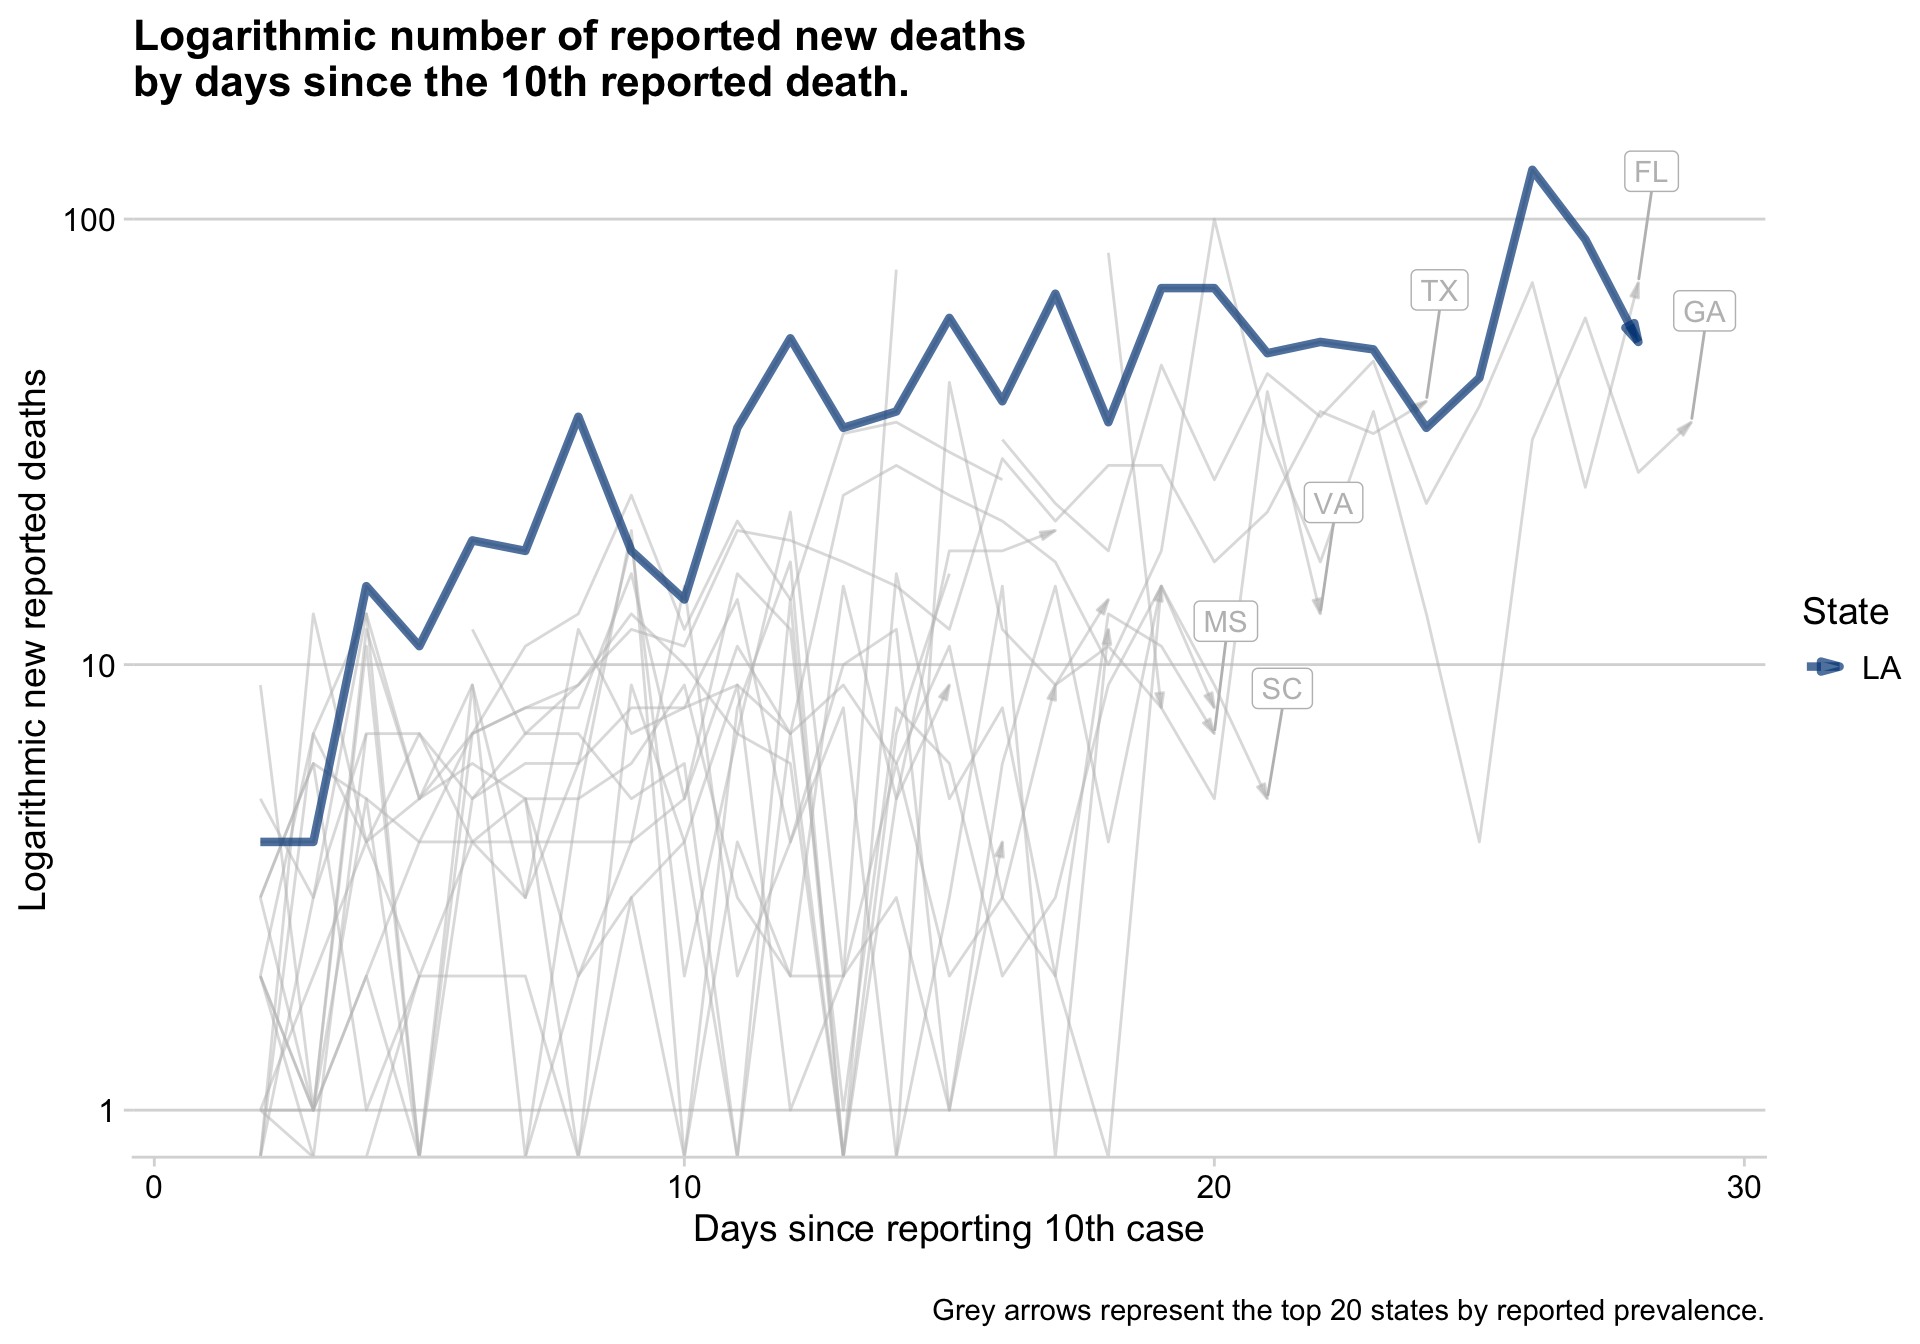 Logarithmic number of reported new deaths
by days since the 10th reported death.
FL
100
TX
GA
VA
MS
SC
10
1
Logarithmic new reported deaths
State
LA
0 10 20 30
Days since reporting 10th case
Grey arrows represent the top 20 states by reported prevalence.